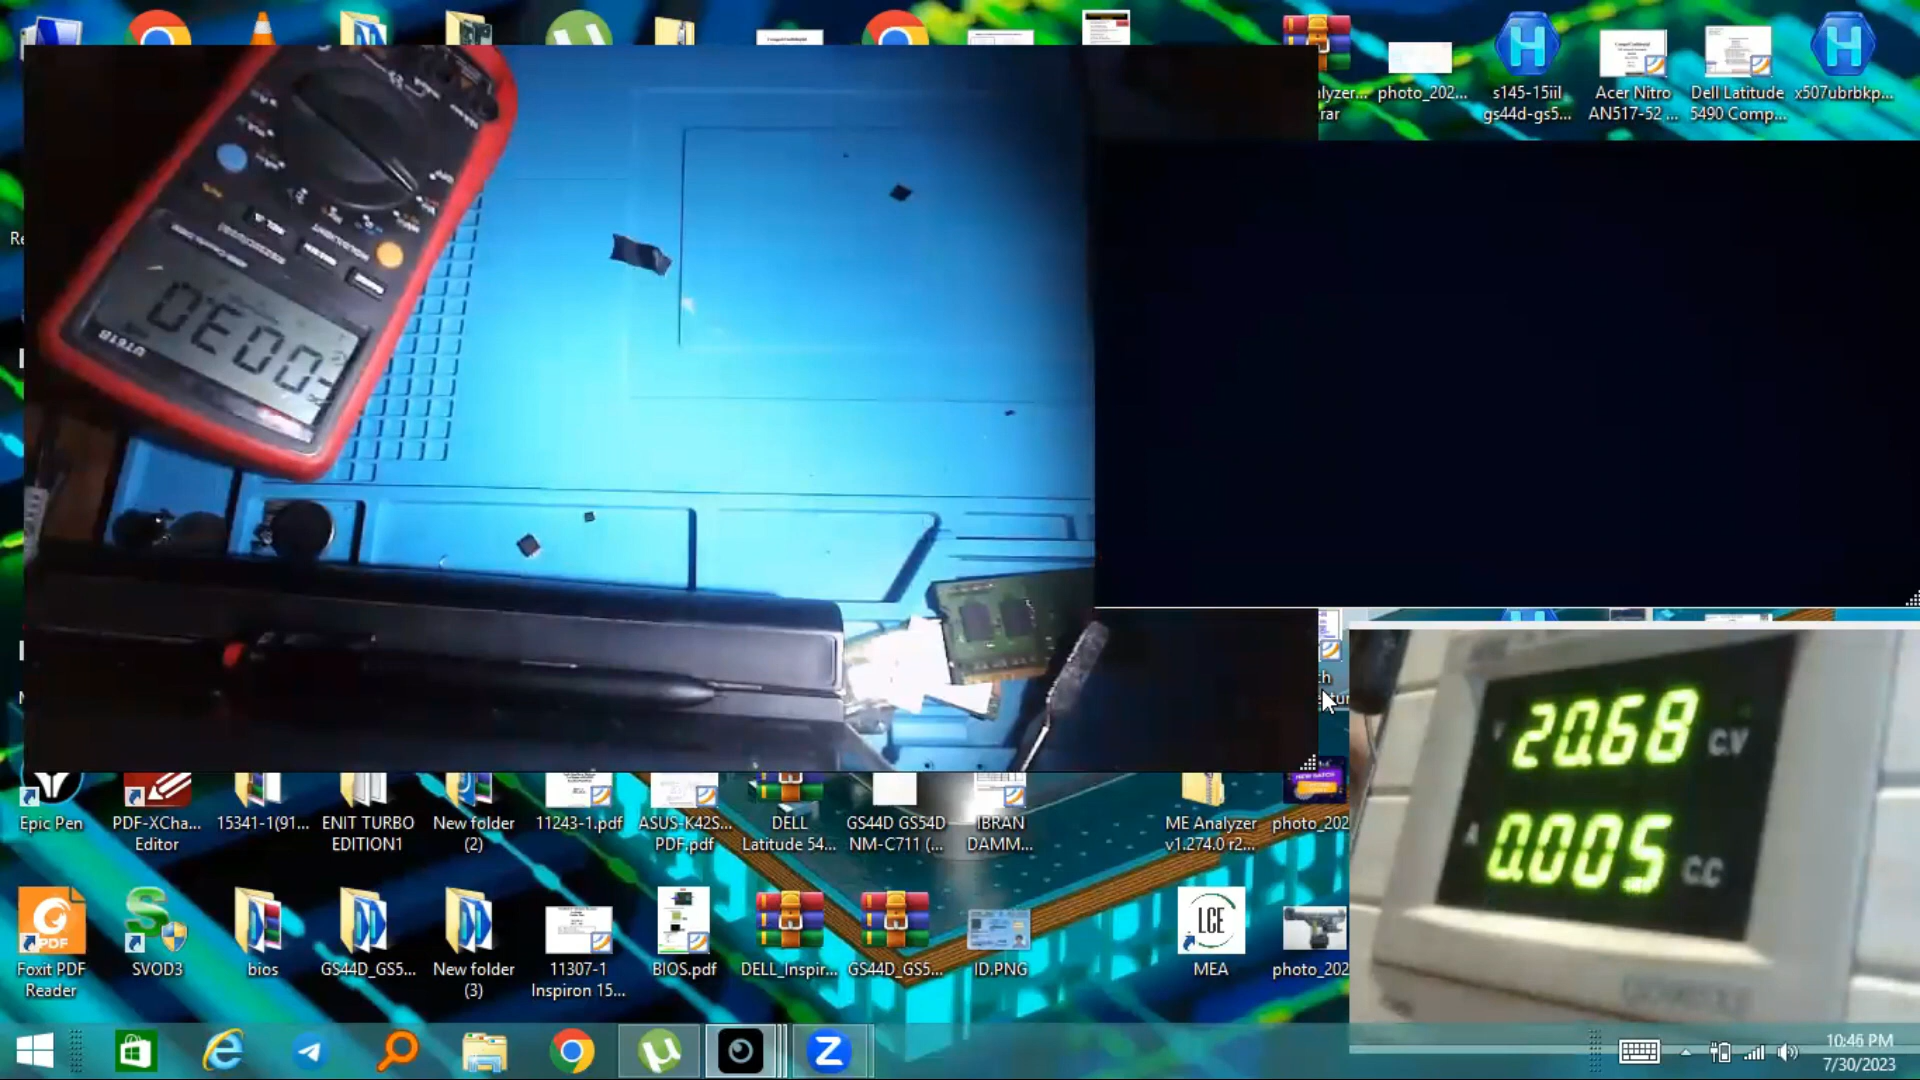 lyzer...
rar
photo_202...
s145-15iil
gs44d-gs5...
Acer Nitro
AN517-52 ...
Dell Latitude
5490 Comp...
x507ubrbkp...
Re
UT61B
20.68
C.V
A
0.005
C.C
Epic Pen
PDF-XCha...
Editor
15341-1(91...
ENIT TURBO
EDITION1
New folder
(2)
11243-1.pdf
ASUS-K42S...
PDF.pdf
DELL
Latitude 54...
GS44D GS54D
NM-C711 (...
IBRAN
DAMM...
ME Analyzer
v1.274.0 r2...
photo_202
Foxit PDF
Reader
SVOD3
bios
GS44D_GS5...
New folder
(3)
11307-1
Inspiron 15...
BIOS.pdf
DELL_Inspir...
GS44D_GS5...
ID.PNG
LCE
MEA
photo_202
10:46 PM
7/30/2023